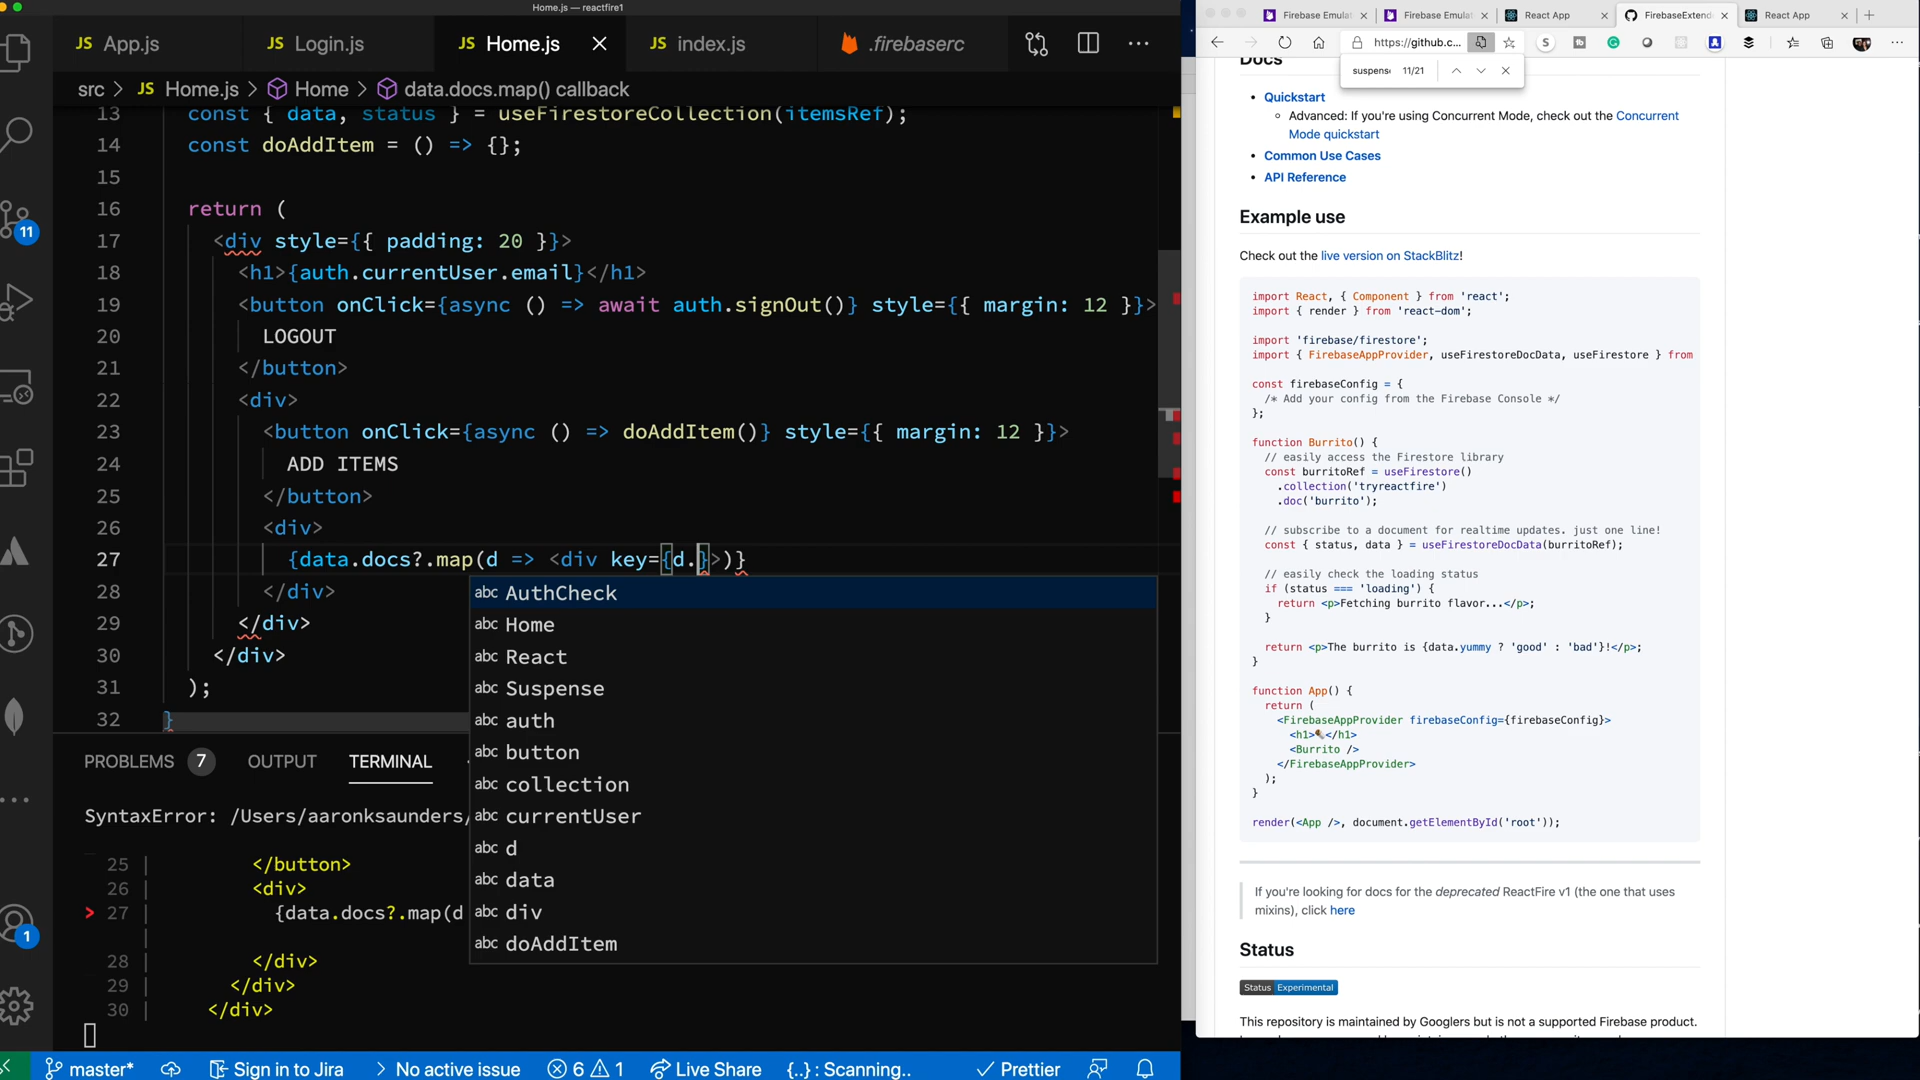 Home.js — reactfire1
JS App.js
JS Login.js
JS Home.js
JS index.js
.firebaserc
src > JS Home.js > Home > data.docs.map() callback
13 const { data, status } = useFirestoreCollection(itemsRef);
14 const doAddItem = () => {};
15
16 return (
17 <div style={{ padding: 20 }}>
18 <h1>{auth.currentUser.email}</h1>
19 <button onClick={async () => await auth.signOut()} style={{ margin: 12 }}>
20 LOGOUT
21 </button>
22 <div>
23 <button onClick={async () => doAddItem()} style={{ margin: 12 }}>
24 ADD ITEMS
25 </button>
26 <div>
27 {data.docs?.map(d => <div key={d.}>)}
28 </div>
29 </div>
30 </div>
31 );
32 }
abc AuthCheck
abc Home
abc React
abc Suspense
abc auth
abc button
abc collection
abc currentUser
abc d
abc data
abc div
abc doAddItem
PROBLEMS 7 OUTPUT TERMINAL
SyntaxError: /Users/aaronksaunders/
25 | </button>
26 | <div>
> 27 | {data.docs?.map(d
|
28 | </div>
29 | </div>
30 | </div>
11
1
master* Sign in to Jira No active issue 6 1 Live Share {..} : Scanning.. Prettier
Firebase Emulat
Firebase Emulat
React App
FirebaseExtend
React App
https://github.c...
suspens 11/21
Docs
• Quickstart
Advanced: If you're using Concurrent Mode, check out the Concurrent
Mode quickstart
• Common Use Cases
• API Reference
Example use
Check out the live version on StackBlitz!
import React, { Component } from 'react';
import { render } from 'react-dom';
import 'firebase/firestore';
import { FirebaseAppProvider, useFirestoreDocData, useFirestore } from
const firebaseConfig = {
/* Add your config from the Firebase Console */
};
function Burrito() {
// easily access the Firestore library
const burritoRef = useFirestore()
.collection('tryreactfire')
.doc('burrito');
// subscribe to a document for realtime updates. just one line!
const { status, data } = useFirestoreDocData(burritoRef);
// easily check the loading status
if (status === 'loading') {
return <p>Fetching burrito flavor...</p>;
}
return <p>The burrito is {data.yummy ? 'good' : 'bad'}!</p>;
}
function App() {
return (
<FirebaseAppProvider firebaseConfig={firebaseConfig}>
<h1>🌯</h1>
<Burrito />
</FirebaseAppProvider>
);
}
render(<App />, document.getElementById('root'));
If you're looking for docs for the deprecated ReactFire v1 (the one that uses
mixins), click here
Status
Status Experimental
This repository is maintained by Googlers but is not a supported Firebase product.